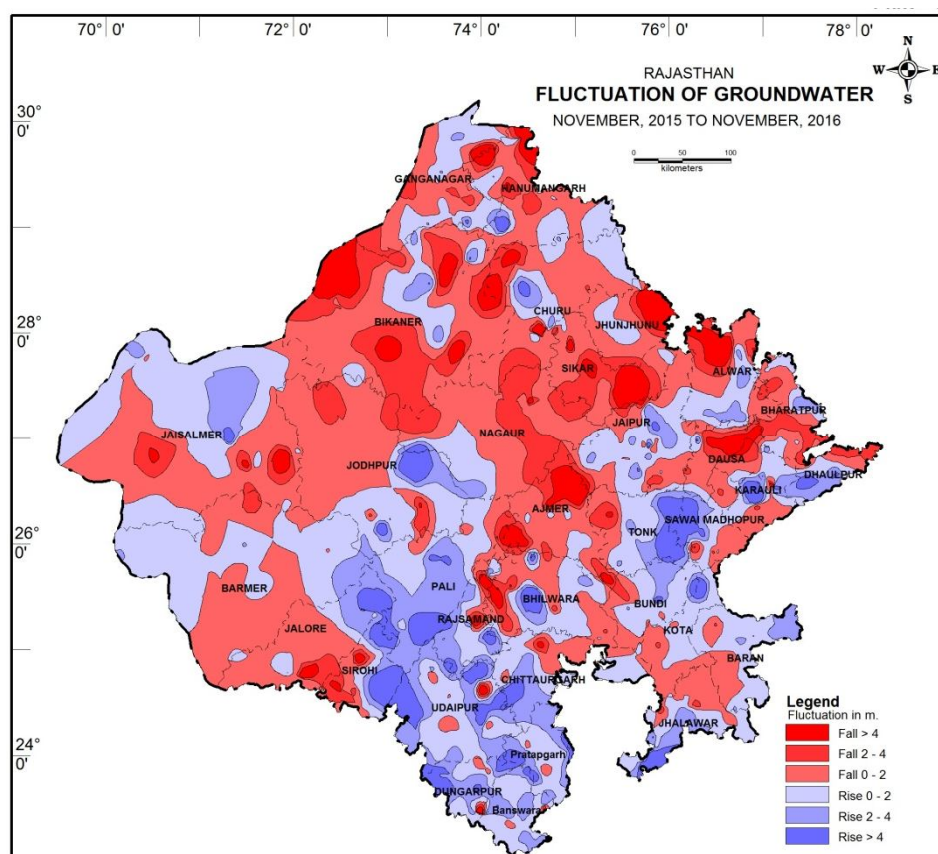 70° 0' 72° 0' 74° 0' 76° 0' 78° 0'
N
W E
S
RAJASTHAN
FLUCTUATION OF GROUNDWATER
NOVEMBER, 2015 TO NOVEMBER, 2016
0 50 100
kilometers
30°
0'
GANGANAGAR
HANUMANGARH
CHURU
BIKANER
JHUNJHUNU
28°
0'
SIKAR
ALWAR
BHARATPUR
JAIPUR
JAISALMER
NAGAUR
DAUSA
JODHPUR
DHAULPUR
KARAULI
AJMER
SAWAI MADHOPUR
TONK
26°
0'
BARMER
PALI
BHILWARA
BUNDI
RAJSAMAND
JALORE
KOTA
BARAN
SIROHI
CHITTAURGARH
UDAIPUR
JHALAWAR
Pratapgarh
24°
0'
DUNGARPUR
Banswara
Legend
Fluctuation in m.
Fall > 4
Fall 2 - 4
Fall 0 - 2
Rise 0 - 2
Rise 2 - 4
Rise > 4